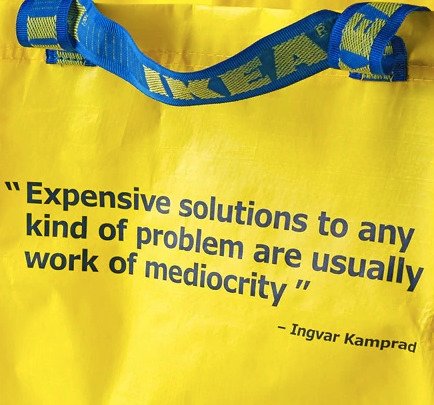 IKEA
“ Expensive solutions to any
kind of problem are usually
work of mediocrity ”
– Ingvar Kamprad